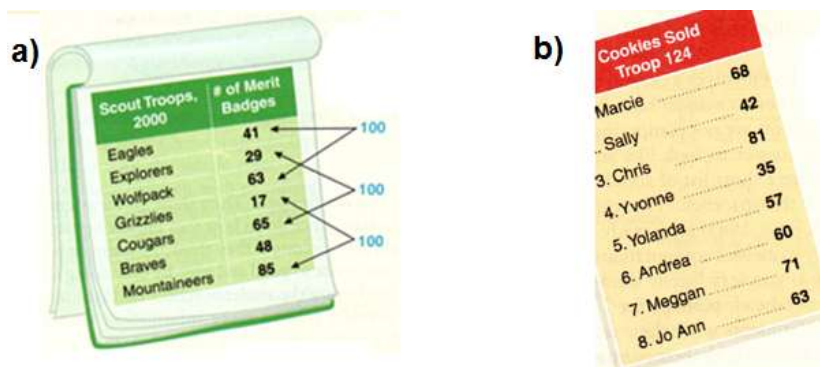 a)
Scout Troops, 2000 # of Merit Badges
Eagles 41
Explorers 29
Wolfpack 63
Grizzlies 17
Cougars 65
Braves 48
Mountaineers 85
100
100
100
b)
Cookies Sold
Troop 124
Marcie .......... 68
. Sally .......... 42
3. Chris .......... 81
4. Yvonne .......... 35
5. Yolanda .......... 57
6. Andrea .......... 60
7. Meggan .......... 71
8. Jo Ann .......... 63